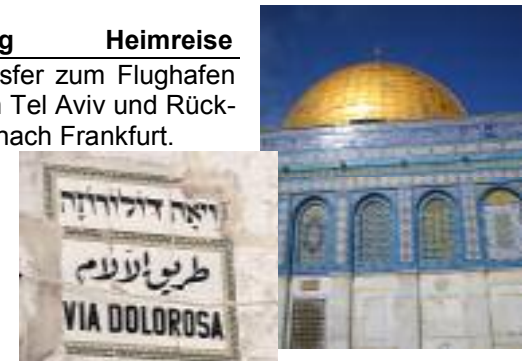 g Heimreise
sfer zum Flughafen
n Tel Aviv und Rück-
nach Frankfurt.
ויאה דולורוזה
طريق الآلام
VIA DOLOROSA